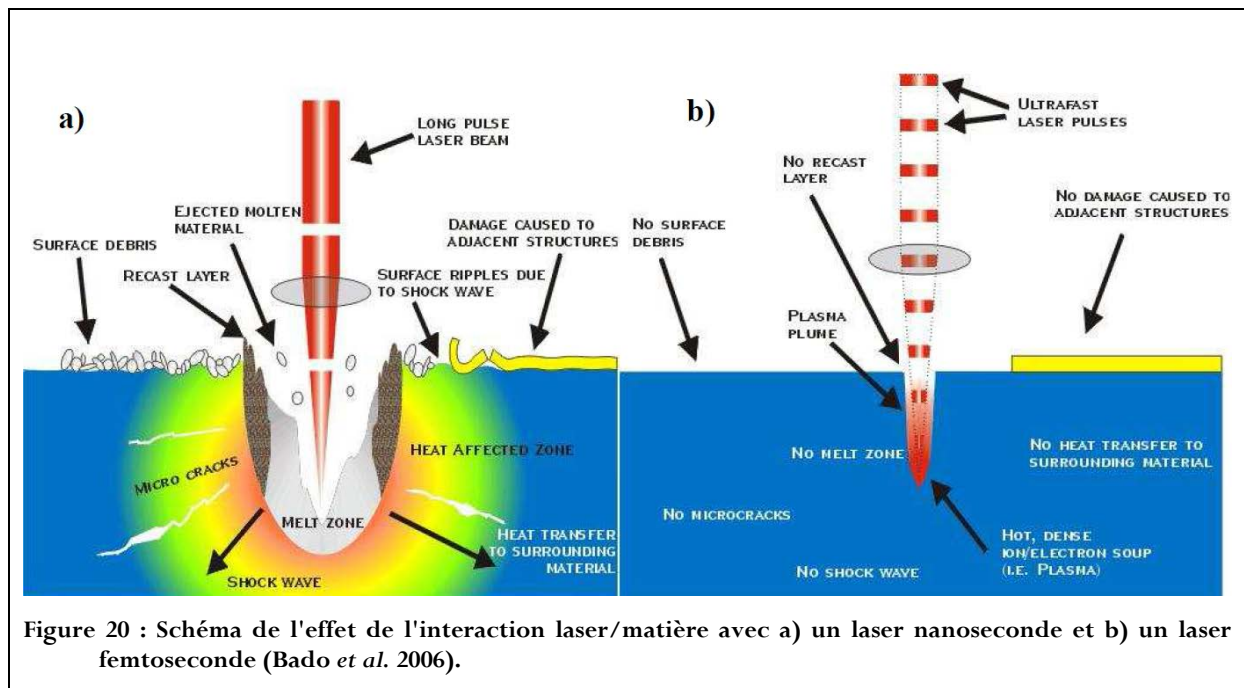 a)
LONG PULSE
LASER BEAM
EJECTED MOLTEN
MATERIAL
SURFACE DEBRIS
RECAST LAYER
DAMAGE CAUSED TO
ADJACENT STRUCTURES
SURFACE RIPPLES DUE
TO SHOCK WAVE
HEAT AFFECTED ZONE
MICRO CRACKS
MELT ZONE
HEAT TRANSFER
TO SURROUNDING
MATERIAL
SHOCK WAVE
b)
ULTRAFAST
LASER PULSES
NO RECAST
LAYER
NO SURFACE
DEBRIS
NO DAMAGE CAUSED TO
ADJACENT STRUCTURES
PLASMA
PLUME
NO MELT ZONE
NO HEAT TRANSFER TO
SURROUNDING MATERIAL
NO MICROCRACKS
HOT, DENSE
ION/ELECTRON SOUP
(I.E. PLASMA)
NO SHOCK WAVE
Figure 20 : Schéma de l'effet de l'interaction laser/matière avec a) un laser nanoseconde et b) un laser
femtoseconde (Bado et al. 2006).